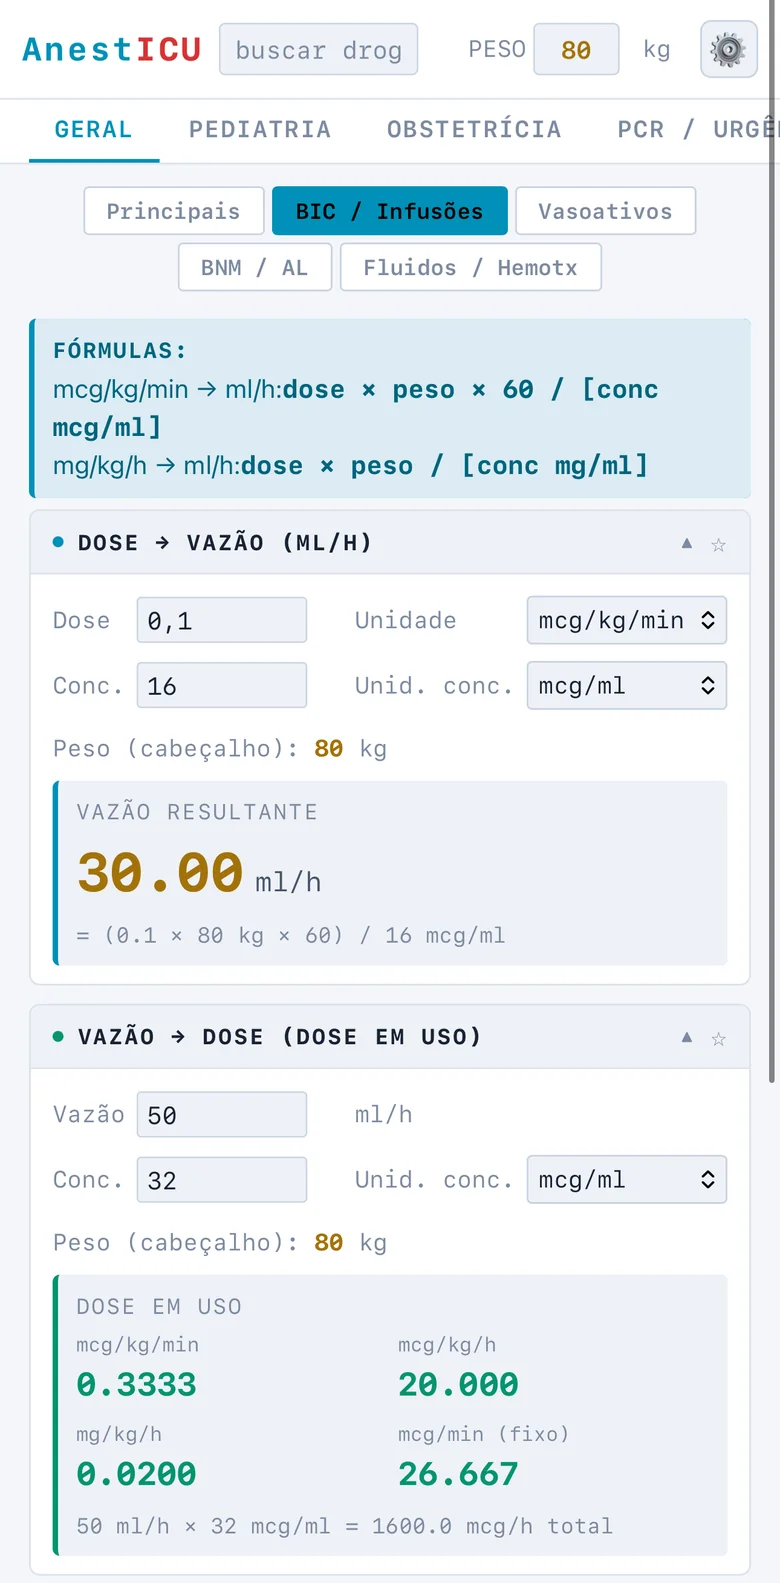 AnestICU buscar drog PESO 80 kg
GERAL PEDIATRIA OBSTETRÍCIA PCR / URGÊ
Principais BIC / Infusões Vasoativos
BNM / AL Fluidos / Hemotx
FÓRMULAS:
mcg/kg/min → ml/h:dose × peso × 60 / [conc
mcg/ml]
mg/kg/h → ml/h:dose × peso / [conc mg/ml]
DOSE → VAZÃO (ML/H) ▲ ☆
Dose 0,1 Unidade mcg/kg/min
Conc. 16 Unid. conc. mcg/ml
Peso (cabeçalho): 80 kg
VAZÃO RESULTANTE
30.00 ml/h
= (0.1 × 80 kg × 60) / 16 mcg/ml
VAZÃO → DOSE (DOSE EM USO) ▲ ☆
Vazão 50 ml/h
Conc. 32 Unid. conc. mcg/ml
Peso (cabeçalho): 80 kg
DOSE EM USO
mcg/kg/min mcg/kg/h
0.3333 20.000
mg/kg/h mcg/min (fixo)
0.0200 26.667
50 ml/h × 32 mcg/ml = 1600.0 mcg/h total